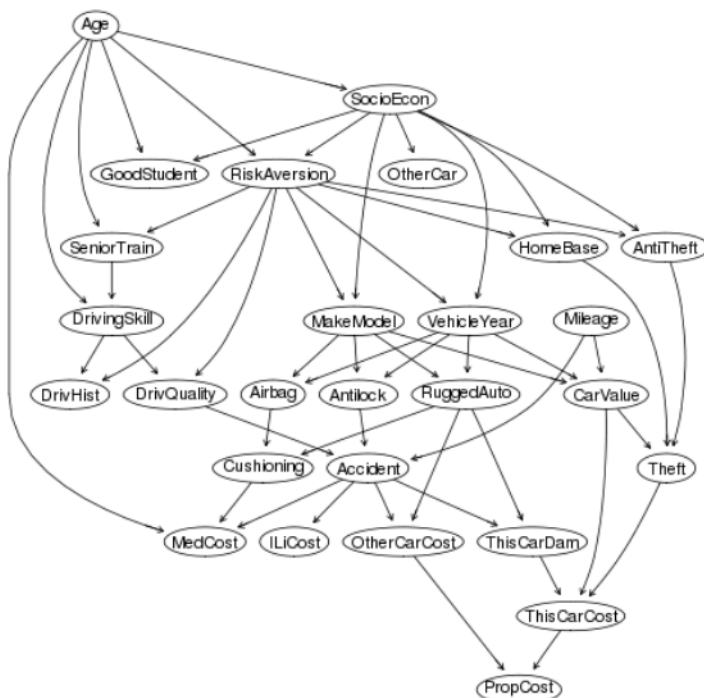 Age
SocioEcon
GoodStudent
RiskAversion
OtherCar
SeniorTrain
HomeBase
AntiTheft
DrivingSkill
MakeModel
VehicleYear
Mileage
DrivHist
DrivQuality
Airbag
Antilock
RuggedAuto
CarValue
Cushioning
Accident
Theft
MedCost
ILiCost
OtherCarCost
ThisCarDam
ThisCarCost
PropCost